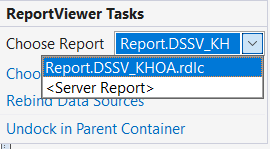 ReportViewer Tasks
Choose Report Report.DSSV_KH
Report.DSSV_KHOA.rdlc
<Server Report>
Choo
Rebind Data Sources
Undock in Parent Container